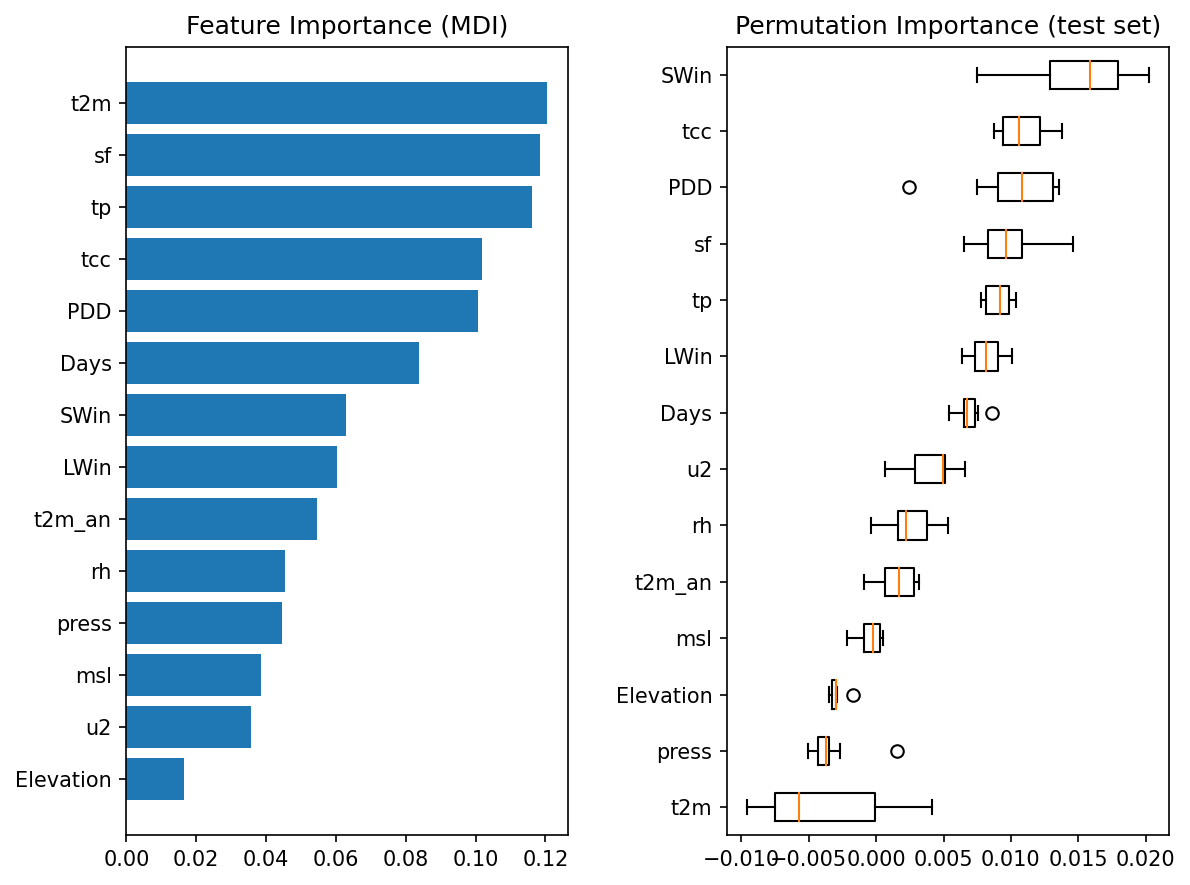 Feature Importance (MDI)
t2m
sf
tp
tcc
PDD
Days
SWin
LWin
t2m_an
rh
press
msl
u2
Elevation
0.00 0.02 0.04 0.06 0.08 0.10 0.12
Permutation Importance (test set)
SWin
tcc
PDD
sf
tp
LWin
Days
u2
rh
t2m_an
msl
Elevation
press
t2m
−0.010 −0.005 0.000 0.005 0.010 0.015 0.020